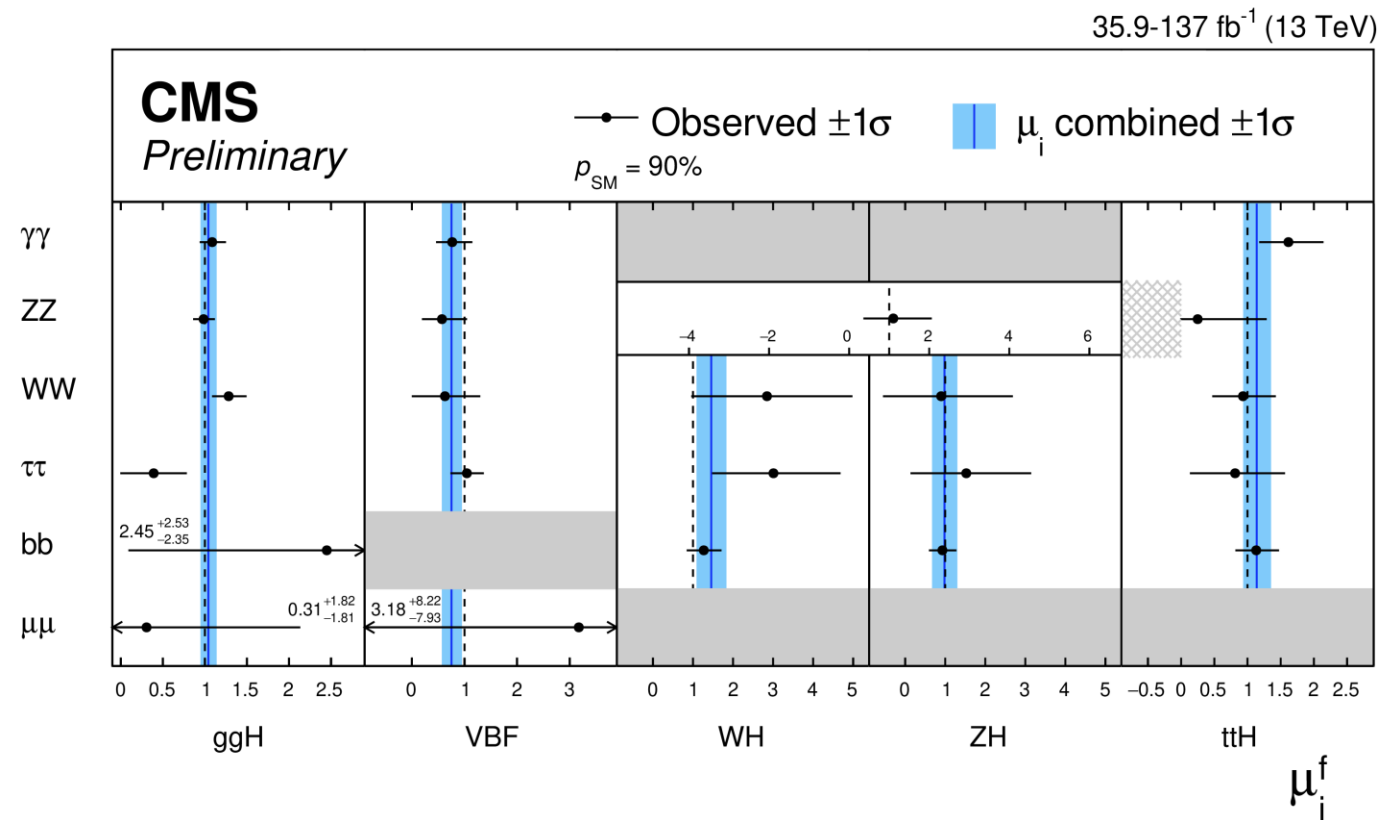 35.9-137 fb⁻¹ (13 TeV)
CMS
Preliminary
Observed ±1σ
μᵢ combined ±1σ
p_SM = 90%
γγ
ZZ
−4 −2 0 2 4 6
WW
ττ
bb
2.45 +2.53 −2.35
μμ
0.31 +1.82 −1.81
3.18 +8.22 −7.93
0 0.5 1 1.5 2 2.5
0 1 2 3
0 1 2 3 4 5
0 1 2 3 4 5
−0.5 0 0.5 1 1.5 2 2.5
ggH
VBF
WH
ZH
ttH
μᵢᶠ